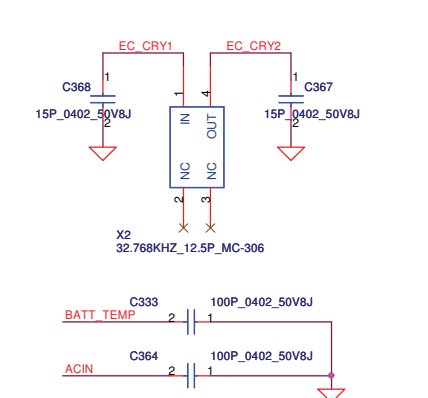 EC_CRY1 EC_CRY2
1 1
C368 C367
1 4
15P_0402_50V8J 15P_0402_50V8J
IN OUT
2 2
NC NC
2 3
X2
32.768KHZ_12.5P_MC-306
C333 100P_0402_50V8J
BATT_TEMP 2 1
C364 100P_0402_50V8J
ACIN 2 1